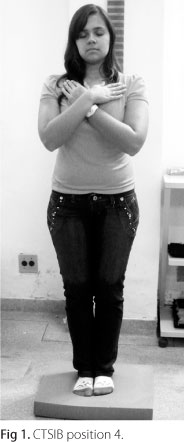 Fig 1. CTSIB position 4.